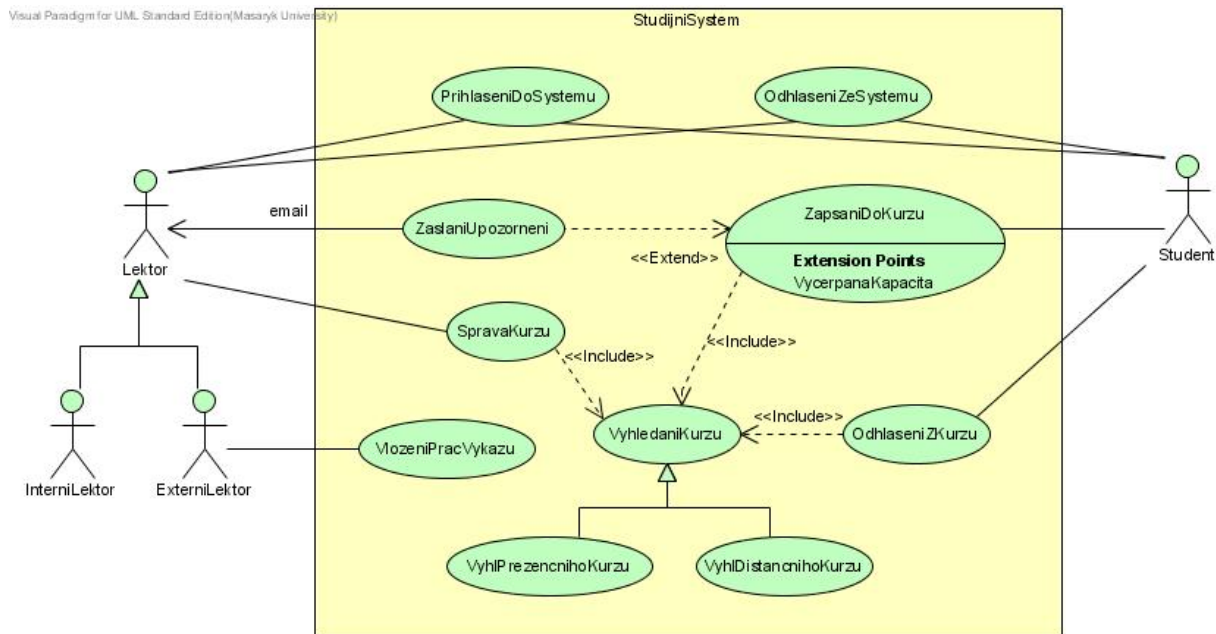 Visual Paradigm for UML Standard Edition(Masaryk University)
StudijniSystem
PrihlaseniDoSystemu
OdhlaseniZeSystemu
email
ZaslaniUpozorneni
ZapsaniDoKurzu
<<Extend>>
Extension Points
VycerpanaKapacita
Lektor
Student
SpravaKurzu
<<Include>>
<<Include>>
<<Include>>
VyhledaniKurzu
OdhlaseniZKurzu
VlozeniPracVykazu
InterniLektor
ExterniLektor
VyhlPrezencnihoKurzu
VyhlDistancnihoKurzu